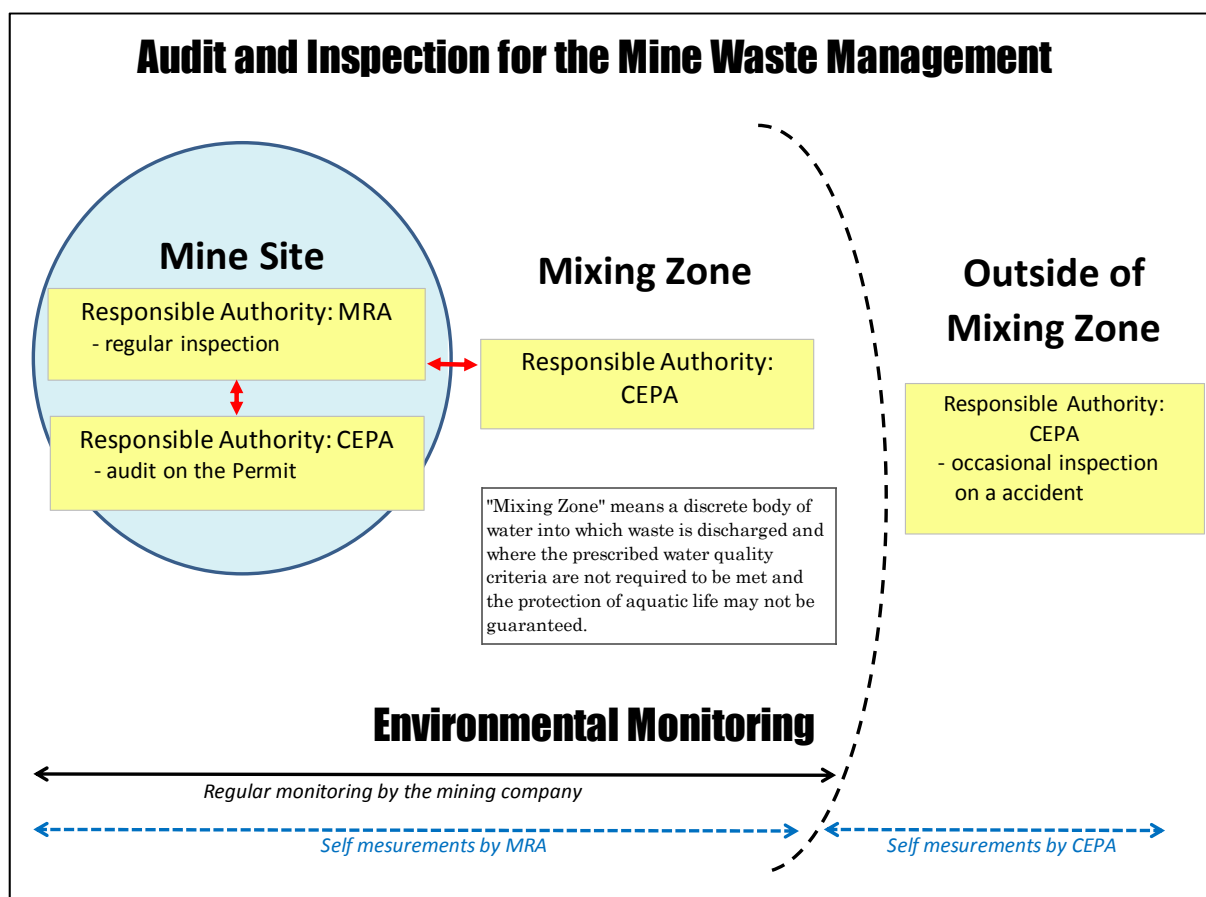 Audit and Inspection for the Mine Waste Management
Mine Site
Responsible Authority: MRA
- regular inspection
Responsible Authority: CEPA
- audit on the Permit
Mixing Zone
Responsible Authority:
CEPA
"Mixing Zone" means a discrete body of
water into which waste is discharged and
where the prescribed water quality
criteria are not required to be met and
the protection of aquatic life may not be
guaranteed.
Outside of
Mixing Zone
Responsible Authority:
CEPA
- occasional inspection
on a accident
Environmental Monitoring
Regular monitoring by the mining company
Self mesurements by MRA
Self mesurements by CEPA